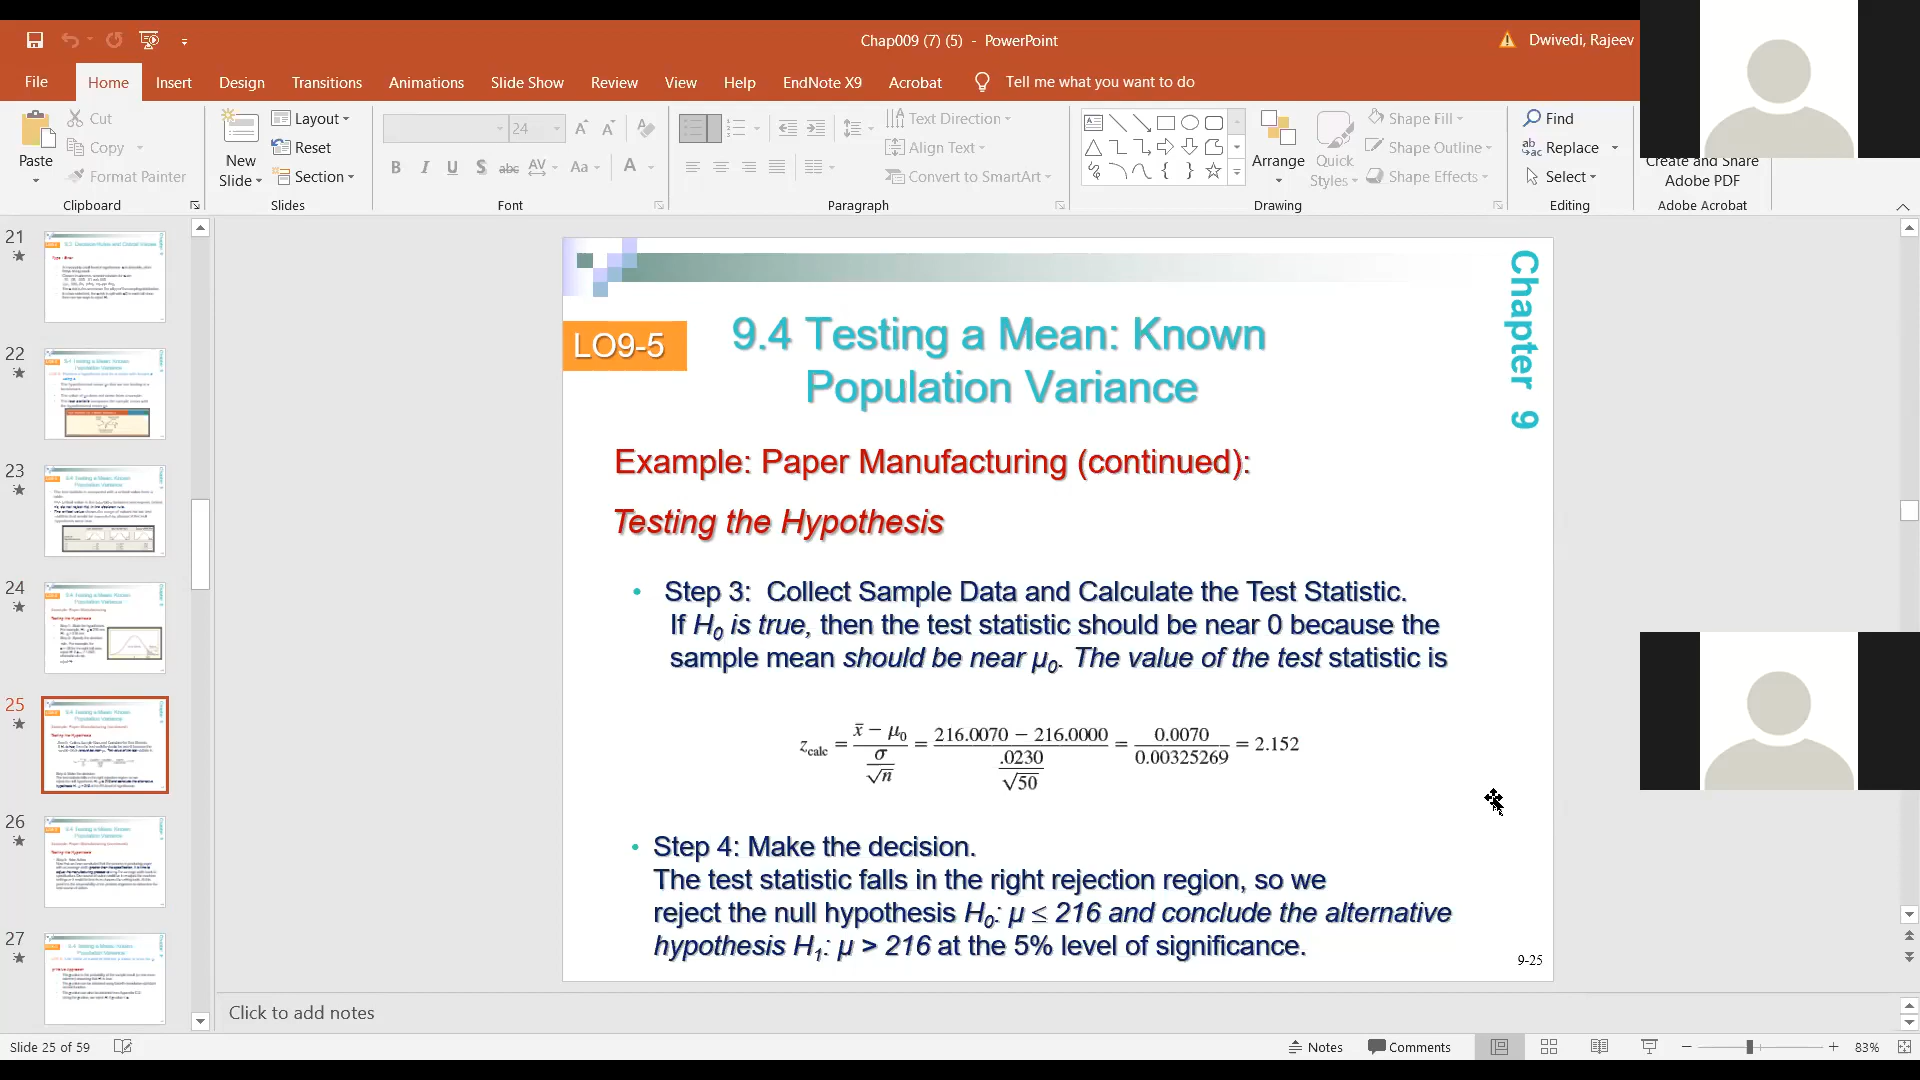 Chap009 (7) (5) - PowerPoint
Dwivedi, Rajeev
File
Home
Insert
Design
Transitions
Animations
Slide Show
Review
View
Help
EndNote X9
Acrobat
Tell me what you want to do
Paste
Cut
Copy
Format Painter
Clipboard
New Slide
Layout
Reset
Section
Slides
24
Font
Text Direction
Align Text
Convert to SmartArt
Paragraph
Arrange
Quick Styles
Shape Fill
Shape Outline
Shape Effects
Drawing
Find
Replace
Select
Editing
Create and Share
Adobe PDF
Adobe Acrobat
21
22
23
24
25
26
27
Chapter 9
LO9-5
9.4 Testing a Mean: Known
Population Variance
Example: Paper Manufacturing (continued):
Testing the Hypothesis
• Step 3: Collect Sample Data and Calculate the Test Statistic.
If H₀ is true, then the test statistic should be near 0 because the
sample mean should be near μ₀. The value of the test statistic is
z_calc = (x̄ − μ₀)/(σ/√n) = (216.0070 − 216.0000)/(.0230/√50) = 0.0070/0.00325269 = 2.152
• Step 4: Make the decision.
The test statistic falls in the right rejection region, so we
reject the null hypothesis H₀: μ ≤ 216 and conclude the alternative
hypothesis H₁: μ > 216 at the 5% level of significance.
9-25
Click to add notes
Slide 25 of 59
Notes
Comments
83%